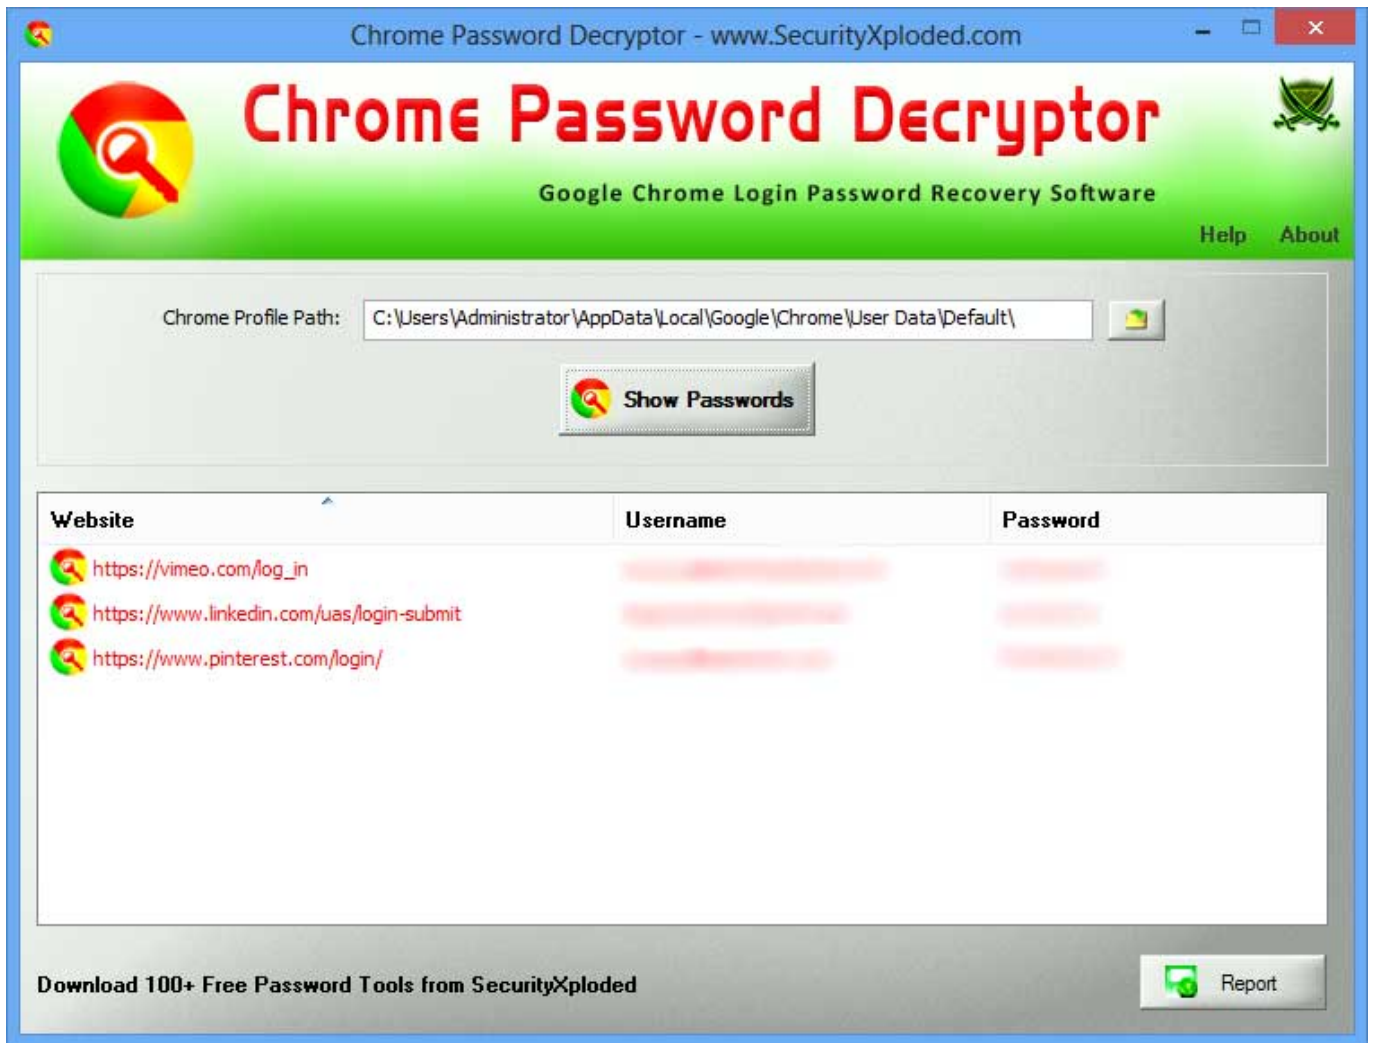 Chrome Password Decryptor - www.SecurityXploded.com
Chrome Password Decryptor
Google Chrome Login Password Recovery Software
Help About
Chrome Profile Path: C:\Users\Administrator\AppData\Local\Google\Chrome\User Data\Default\
Show Passwords
Website Username Password
https://vimeo.com/log_in
https://www.linkedin.com/uas/login-submit
https://www.pinterest.com/login/
Download 100+ Free Password Tools from SecurityXploded
Report